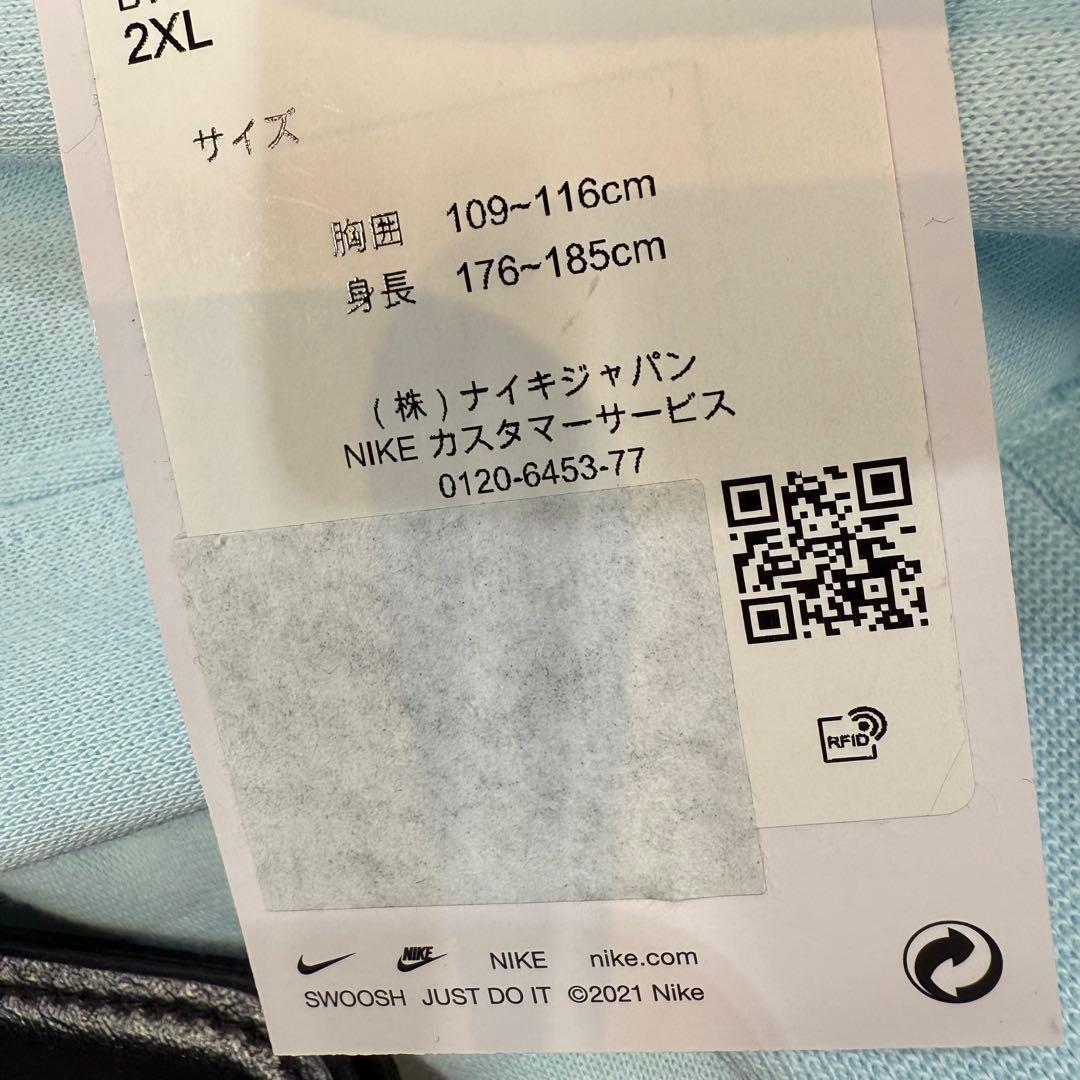 2XL
サイズ
胸囲 109~116cm
身長 176~185cm
(株)ナイキジャパン
NIKE カスタマーサービス
0120-6453-77
RFID
NIKE NIKE nike.com
SWOOSH JUST DO IT ©2021 Nike